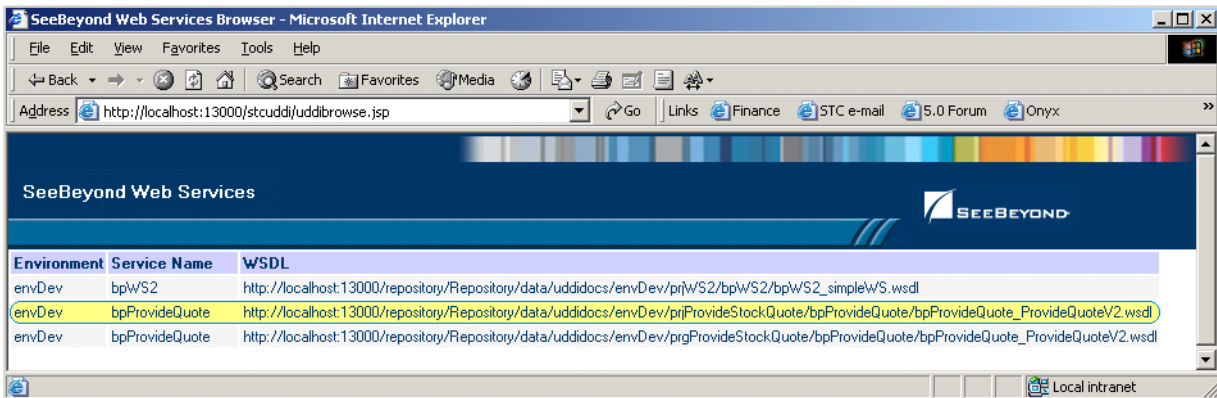 SeeBeyond Web Services Browser - Microsoft Internet Explorer
File Edit View Favorites Tools Help
Back Search Favorites Media
Address http://localhost:13000/stcuddi/uddibrowse.jsp Go Links Finance STC e-mail 5.0 Forum Onyx »
SeeBeyond Web Services
SEEBEYOND
Environment Service Name WSDL
envDev bpWS2 http://localhost:13000/repository/Repository/data/uddidocs/envDev/prjWS2/bpWS2/bpWS2_simpleWS.wsdl
envDev bpProvideQuote http://localhost:13000/repository/Repository/data/uddidocs/envDev/prjProvideStockQuote/bpProvideQuote/bpProvideQuote_ProvideQuoteV2.wsdl
envDev bpProvideQuote http://localhost:13000/repository/Repository/data/uddidocs/envDev/prgProvideStockQuote/bpProvideQuote/bpProvideQuote_ProvideQuoteV2.wsdl
Local intranet